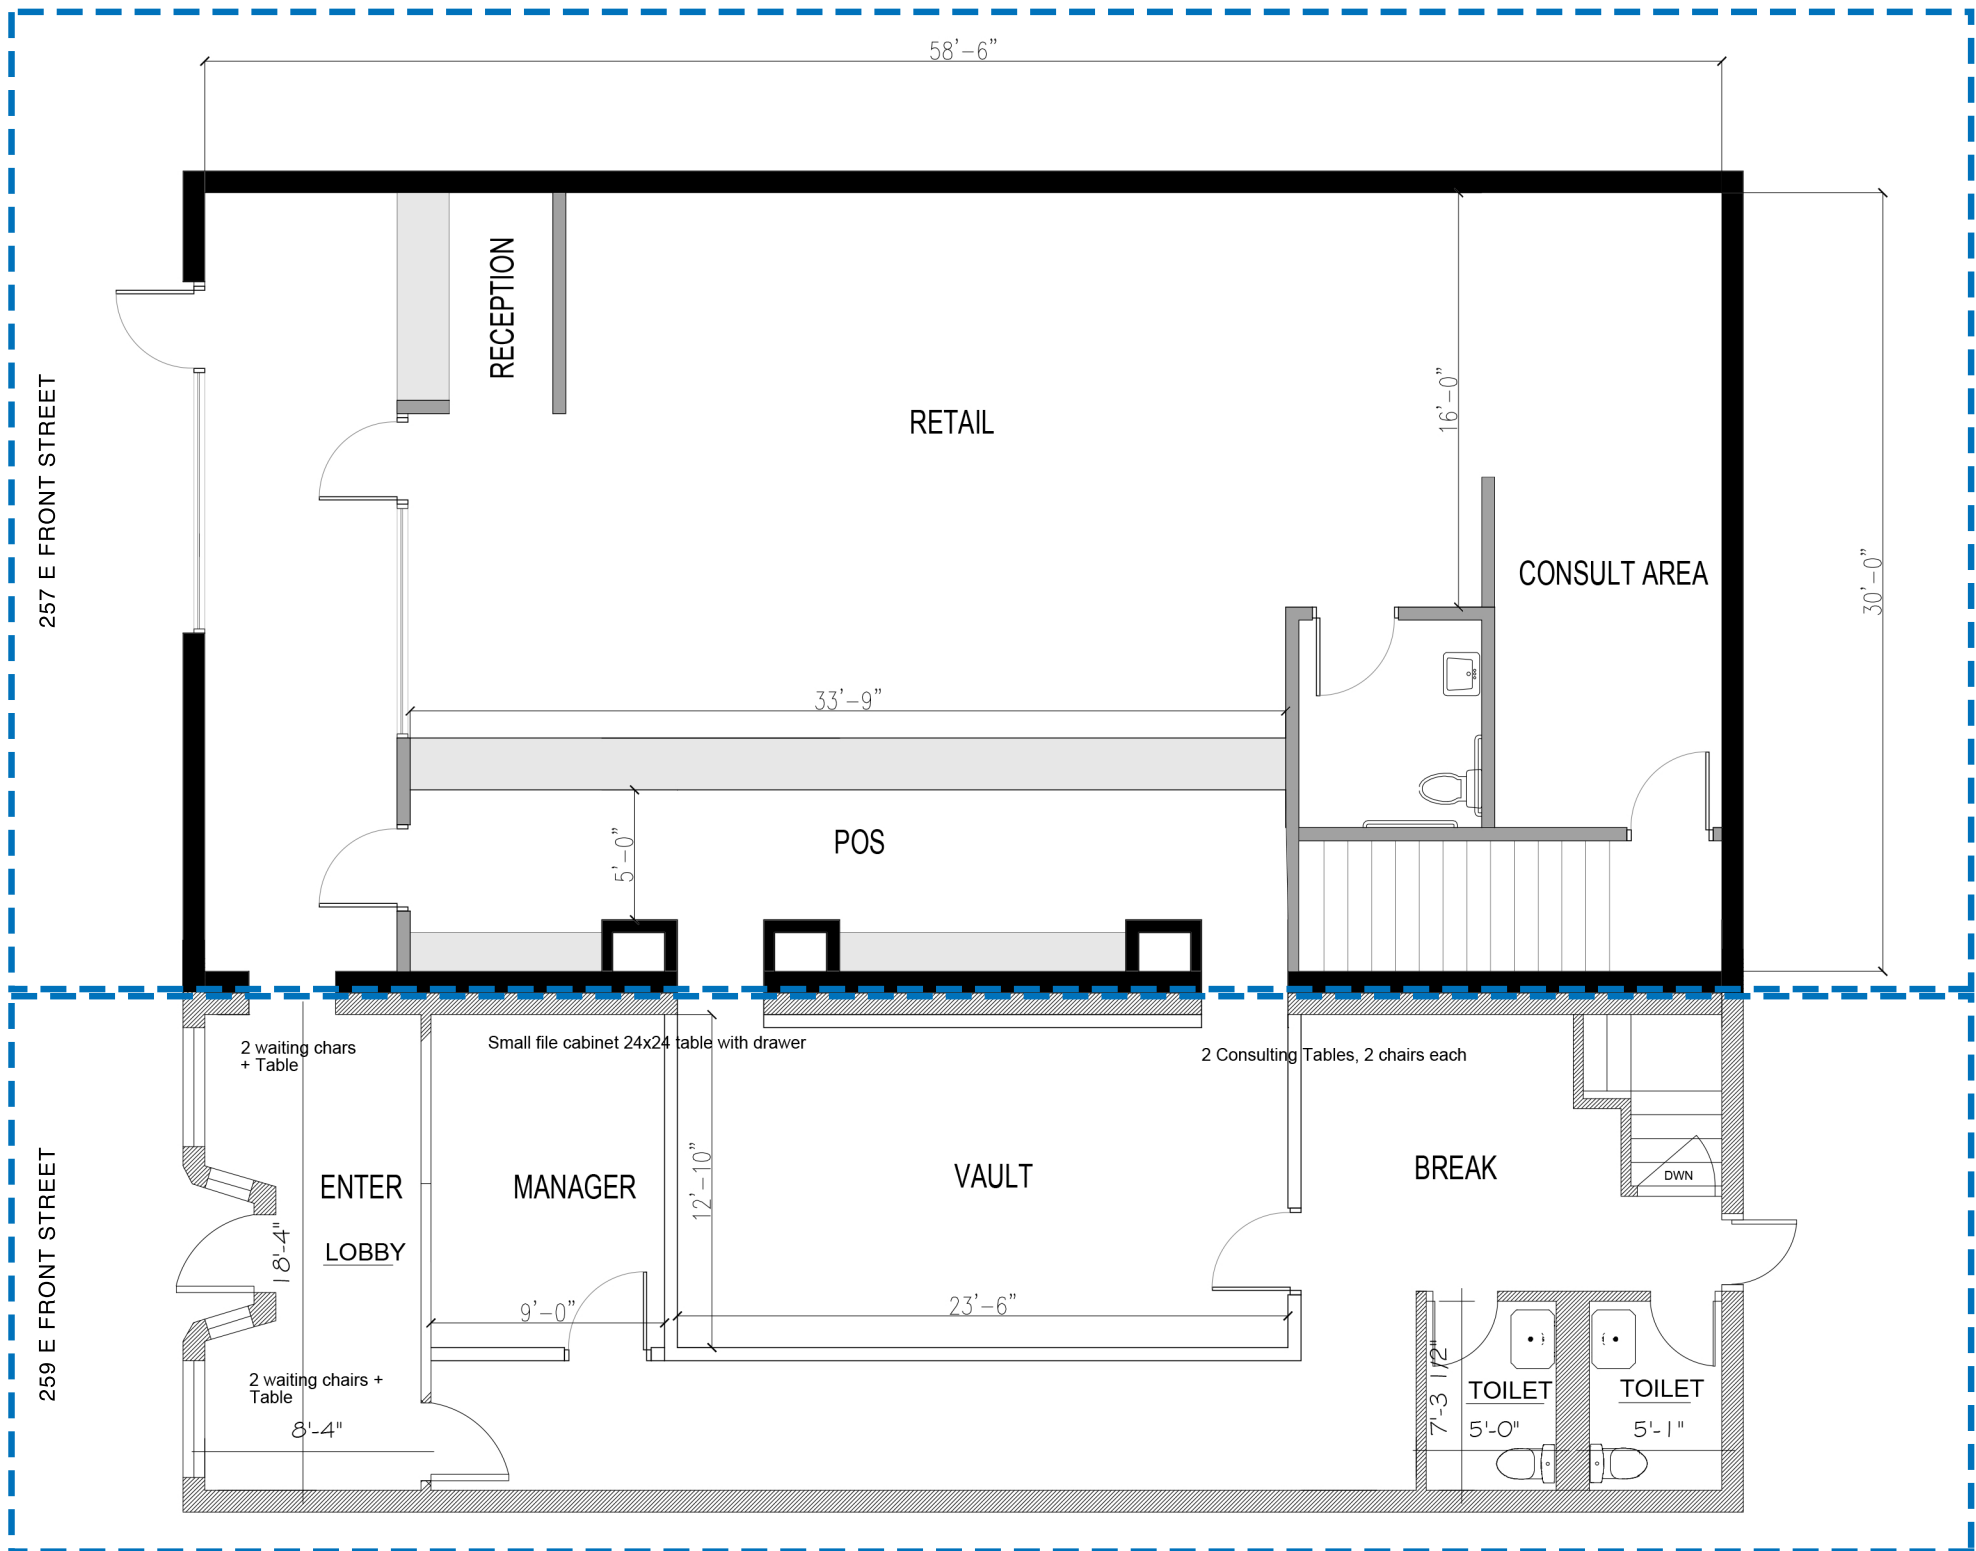 58'-6"
257 E FRONT STREET
RECEPTION
RETAIL
16'-0"
CONSULT AREA
30'-0"
33'-9"
POS
5'-0"
2 waiting chars
+ Table
Small file cabinet 24x24 table with drawer
2 Consulting Tables, 2 chairs each
259 E FRONT STREET
ENTER
LOBBY
18'-4"
MANAGER
12'-10"
VAULT
BREAK
DWN
9'-0"
23'-6"
2 waiting chairs +
Table
8'-4"
7'-3 1/2"
TOILET
5'-0"
TOILET
5'-1"